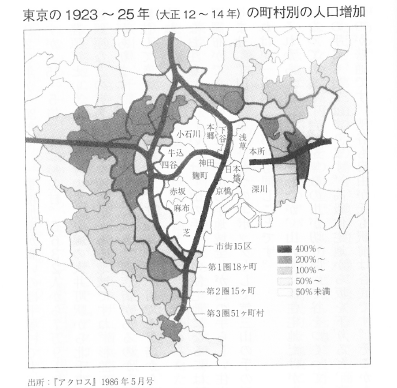 東京の1923～25年（大正12～14年）の町村別の人口増加
小石川
本郷
下谷
浅草
牛込
神田
本所
四谷
麹町
日本橋
赤坂
京橋
深川
麻布
芝
市街15区
第1圏18ヶ町
第2圏15ヶ町
第3圏51ヶ町村
400%～
200%～
100%～
50%～
50%未満
出所：『アクロス』1986年5月号